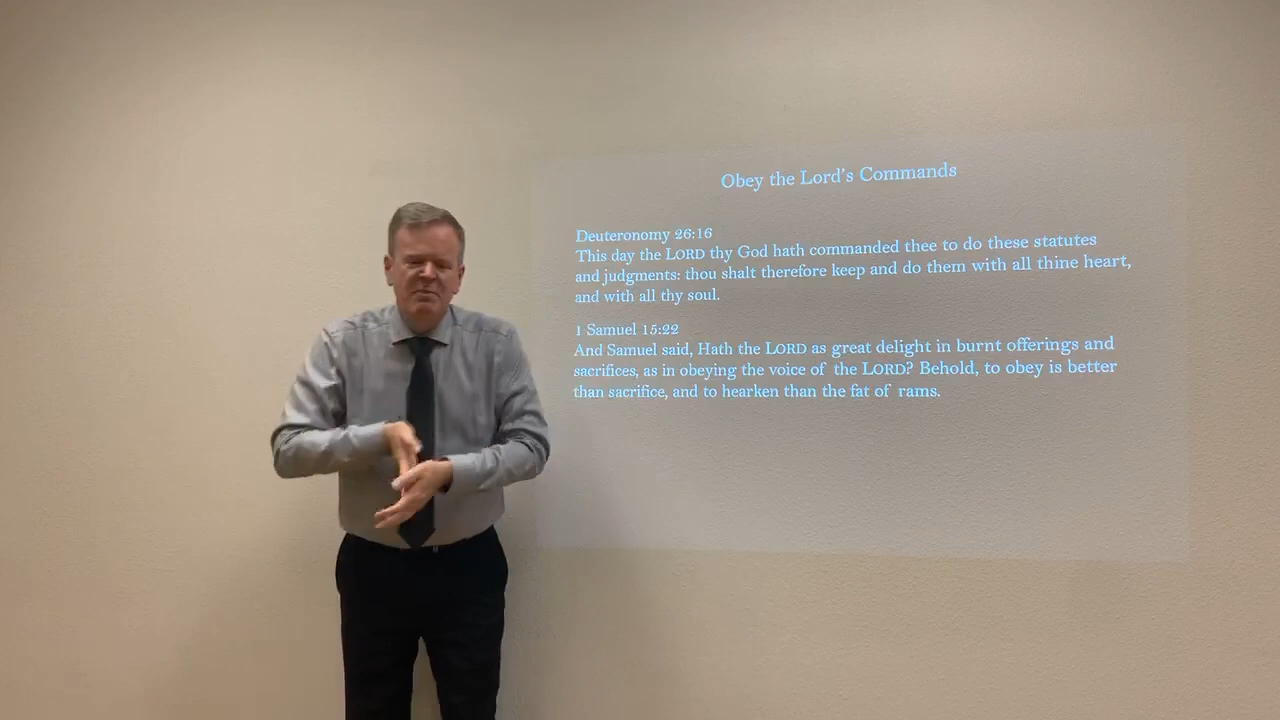 Obey the Lord's Commands
Deuteronomy 26:16
This day the LORD thy God hath commanded thee to do these statutes
and judgments: thou shalt therefore keep and do them with all thine heart,
and with all thy soul.
1 Samuel 15:22
And Samuel said, Hath the LORD as great delight in burnt offerings and
sacrifices, as in obeying the voice of the LORD? Behold, to obey is better
than sacrifice, and to hearken than the fat of rams.